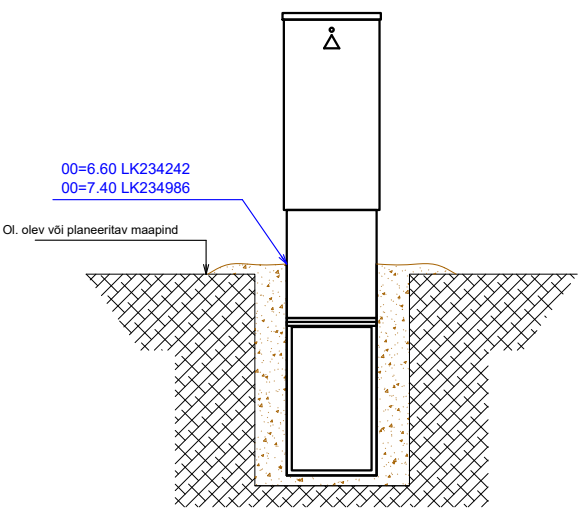 00=6.60 LK234242
00=7.40 LK234986
Ol. olev või planeeritav maapind